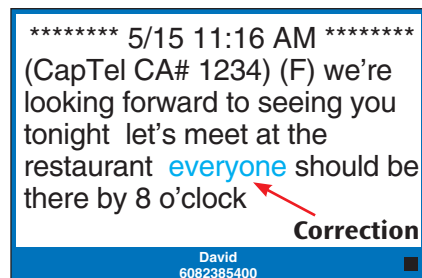 ******** 5/15 11:16 AM ********
(CapTel CA# 1234) (F) we're
looking forward to seeing you
tonight  let's meet at the
restaurant  everyone should be
there by 8 o'clock
Correction
David
6082385400